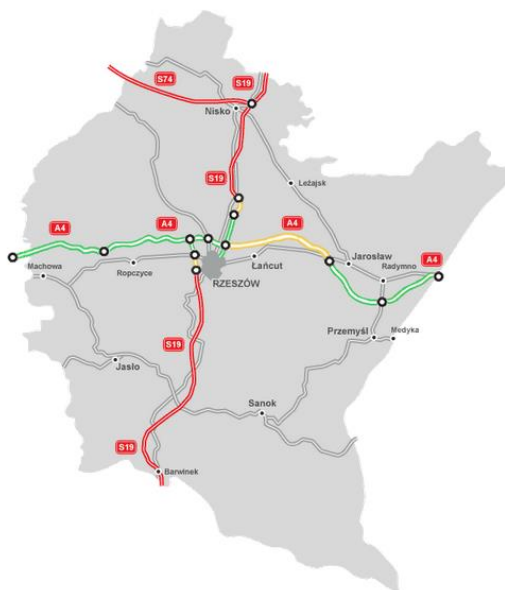 S74
S19
Nisko
S19
Leżajsk
A4
A4
A4
Machowa
Ropczyce
Łańcut
Jarosław
Radymno
A4
RZESZÓW
Przemyśl
Medyka
S19
Jasło
Sanok
S19
Barwinek